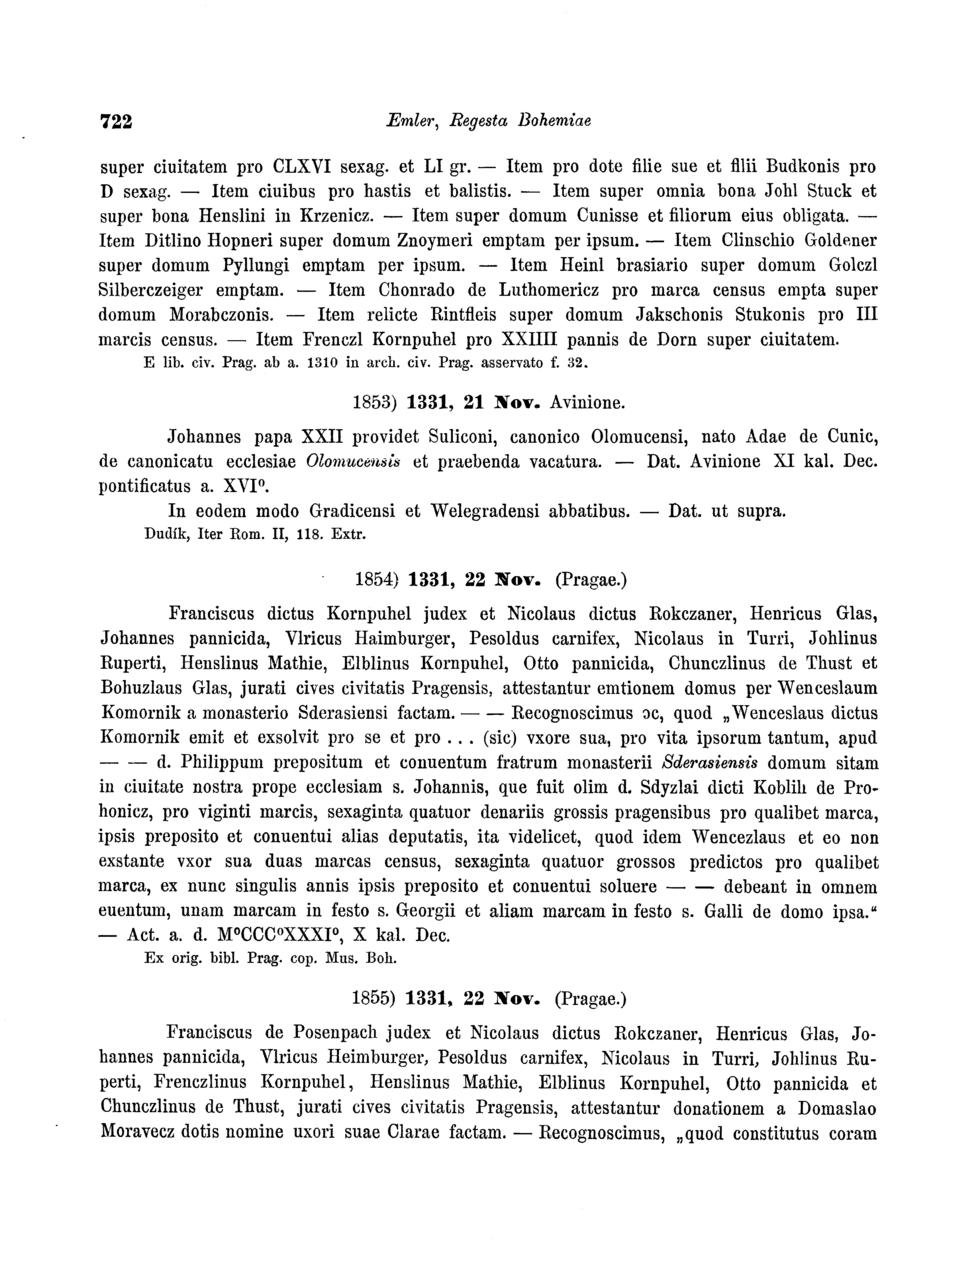 722 Emler, Regesta Bohemiae
super ciuitatem pro CLXVI sexag. et LI gr. — Item pro dote filie sue et filii Budkonis pro
D sexag. — Item ciuibus pro hastis et balistis. — Item super omnia bona Johl Stuck et
super bona Henslini in Krzenicz. — Item super domum Cunisse et filiorum eius obligata. —
Item Ditlino Hopneri super domum Znoymeri emptam per ipsum. — Item Clinschio Goldener
super domum Pyllungi emptam per ipsum. — Item Heinl brasiario super domum Golczl
Silberczeiger emptam. — Item Chonrado de Luthomericz pro marca census empta super
domum Morabczonis. — Item relicte Rintfleis super domum Jakschonis Stukonis pro III
marcis census. — Item Frenczl Kornpuhel pro XXIIII pannis de Dorn super ciuitatem.
E lib. civ. Prag. ab a. 1310 in arch. civ. Prag. asservato f. 32.
1853) 1331, 21 Nov. Avinione.
Johannes papa XXII providet Suliconi, canonico Olomucensi, nato Adae de Cunic,
de canonicatu ecclesiae Olomucensis et praebenda vacatura. — Dat. Avinione XI kal. Dec.
pontificatus a. XVI⁰.
In eodem modo Gradicensi et Welegradensi abbatibus. — Dat. ut supra.
Dudík, Iter Rom. II, 118. Extr.
1854) 1331, 22 Nov. (Pragae.)
Franciscus dictus Kornpuhel judex et Nicolaus dictus Rokczaner, Henricus Glas,
Johannes pannicida, Vlricus Haimburger, Pesoldus carnifex, Nicolaus in Turri, Johlinus
Ruperti, Henslinus Mathie, Elblinus Kornpuhel, Otto pannicida, Chunczlinus de Thust et
Bohuzlaus Glas, jurati cives civitatis Pragensis, attestantur emtionem domus per Wenceslaum
Komornik a monasterio Sderasiensi factam. — — Recognoscimus ɔc, quod „Wenceslaus dictus
Komornik emit et exsolvit pro se et pro . . . (sic) vxore sua, pro vita ipsorum tantum, apud
— — d. Philippum prepositum et conuentum fratrum monasterii Sderasiensis domum sitam
in ciuitate nostra prope ecclesiam s. Johannis, que fuit olim d. Sdyzlai dicti Koblih de Pro-
honicz, pro viginti marcis, sexaginta quatuor denariis grossis pragensibus pro qualibet marca,
ipsis preposito et conuentui alias deputatis, ita videlicet, quod idem Wencezlaus et eo non
exstante vxor sua duas marcas census, sexaginta quatuor grossos predictos pro qualibet
marca, ex nunc singulis annis ipsis preposito et conuentui soluere — — debeant in omnem
euentum, unam marcam in festo s. Georgii et aliam marcam in festo s. Galli de domo ipsa.“
— Act. a. d. M⁰CCC⁰XXXI⁰, X kal. Dec.
Ex orig. bibl. Prag. cop. Mus. Boh.
1855) 1331, 22 Nov. (Pragae.)
Franciscus de Posenpach judex et Nicolaus dictus Rokczaner, Henricus Glas, Jo-
hannes pannicida, Vlricus Heimburger, Pesoldus carnifex, Nicolaus in Turri, Johlinus Ru-
perti, Frenczlinus Kornpuhel, Henslinus Mathie, Elblinus Kornpuhel, Otto pannicida et
Chunczlinus de Thust, jurati cives civitatis Pragensis, attestantur donationem a Domaslao
Moravecz dotis nomine uxori suae Clarae factam. — Recognoscimus, „quod constitutus coram